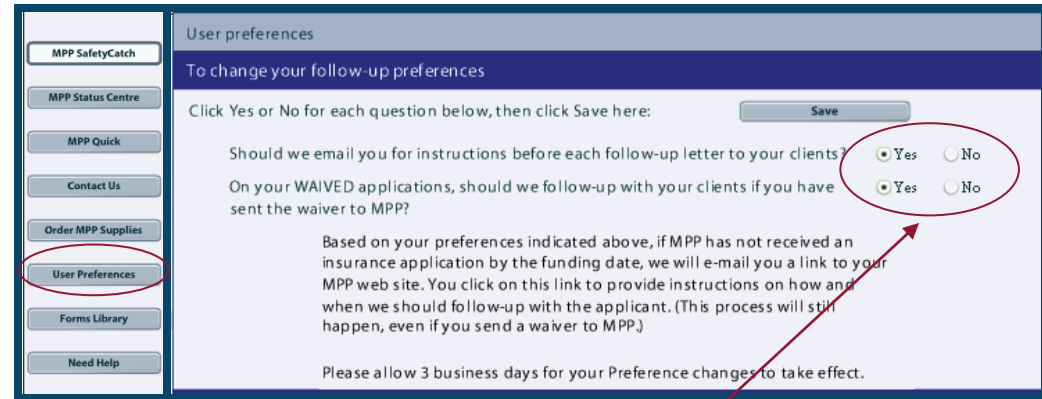 MPP SafetyCatch
MPP Status Centre
MPP Quick
Contact Us
Order MPP Supplies
User Preferences
Forms Library
Need Help
User preferences
To change your follow-up preferences
Click Yes or No for each question below, then click Save here:   Save
Should we email you for instructions before each follow-up letter to your clients?   Yes   No
On your WAIVED applications, should we follow-up with your clients if you have   Yes   No
sent the waiver to MPP?
Based on your preferences indicated above, if MPP has not received an
insurance application by the funding date, we will e-mail you a link to your
MPP web site. You click on this link to provide instructions on how and
when we should follow-up with the applicant. (This process will still
happen, even if you send a waiver to MPP.)
Please allow 3 business days for your Preference changes to take effect.